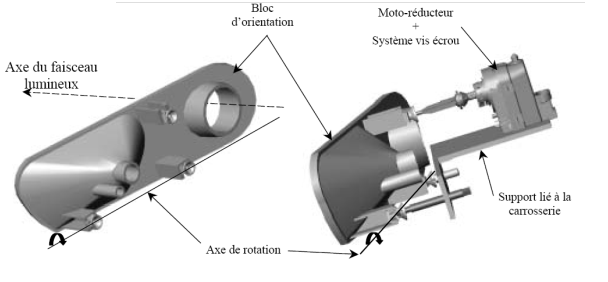 Bloc
d'orientation
Moto-réducteur
+
Système vis écrou
Axe du faisceau
lumineux
Support lié à la
carrosserie
Axe de rotation